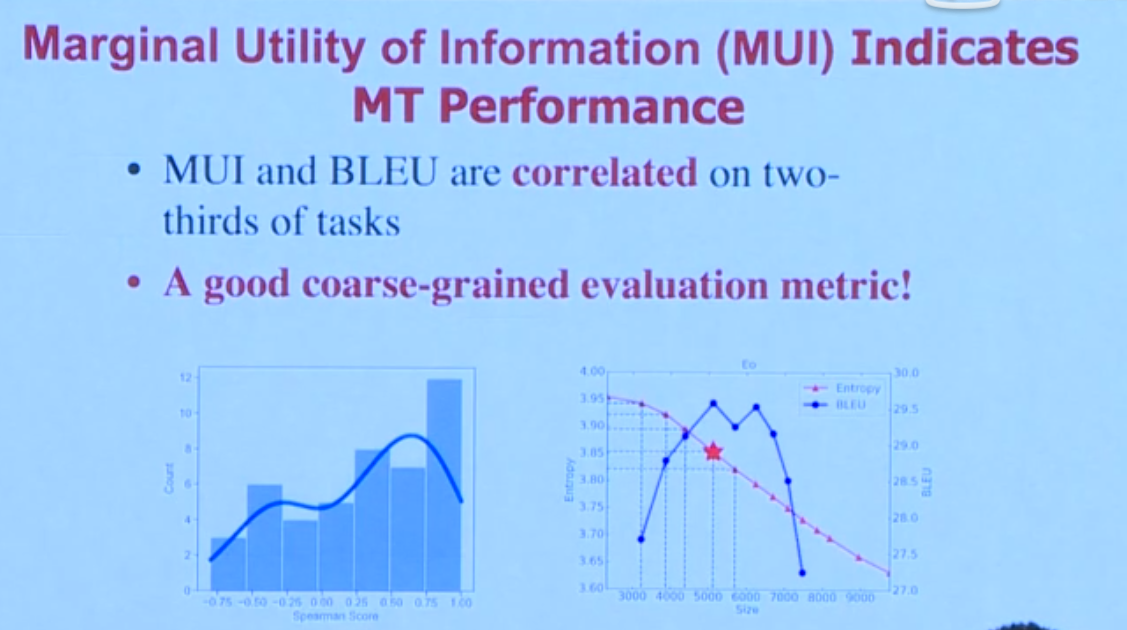 Marginal Utility of Information (MUI) Indicates
MT Performance
• MUI and BLEU are correlated on two-
thirds of tasks
• A good coarse-grained evaluation metric!
12
10
8
6
4
2
0
Count
−0.75 −0.50 −0.25 0.00 0.25 0.50 0.75 1.00
Spearman Score
Eo
4.00
3.95
3.90
3.85
3.80
3.75
3.70
3.65
3.60
Entropy
Entropy
BLEU
30.0
29.5
29.0
28.5
28.0
27.5
27.0
BLEU
3000 4000 5000 6000 7000 8000 9000
Size